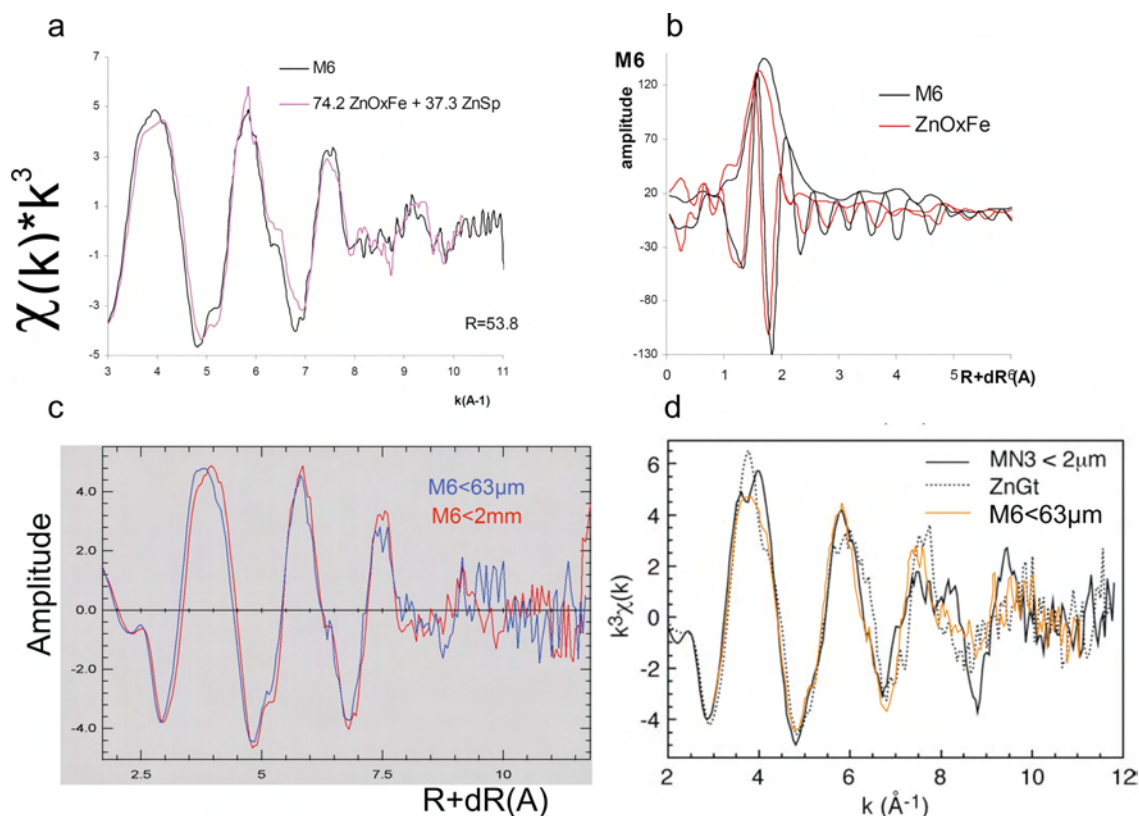 a
7
5
3
1
-1
-3
-5
χ(k)*k³
M6
74.2 ZnOxFe + 37.3 ZnSp
R=53.8
3 4 5 6 7 8 9 10 11
k(A-1)
b
M6
amplitude
120
70
20
-30
-80
-130
M6
ZnOxFe
0 1 2 3 4 5 6
R+dR (A)
c
4.0
2.0
0.0
-2.0
-4.0
Amplitude
M6<63µm
M6<2mm
2.5 5 7.5 10
R+dR(A)
d
6
4
2
0
-2
-4
-6
k³χ(k)
MN3 < 2µm
ZnGt
M6<63µm
2 4 6 8 10 12
k (Å⁻¹)